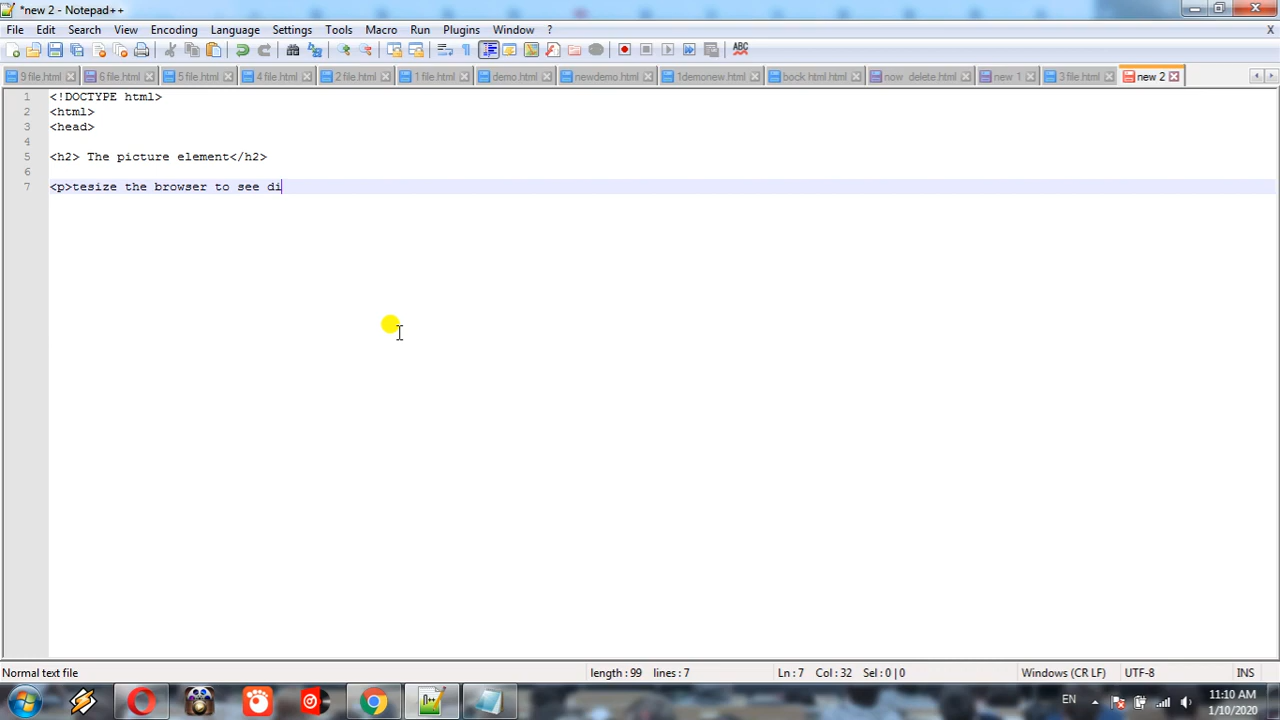 *new 2 - Notepad++
File Edit Search View Encoding Language Settings Tools Macro Run Plugins Window ? X
9 file.html 6 file.html 5 file.html 4 file.html 2 file.html 1 file.html demo.html newdemo html 1demonew.html bock.html html now delete.html new 1 3 file.html new 2
1 <!DOCTYPE html>
2 <html>
3 <head>
4
5 <h2> The picture element</h2>
6
7 <p>tesize the browser to see di
Normal text file length : 99 lines : 7 Ln : 7 Col : 32 Sel : 0 | 0 Windows (CR LF) UTF-8 INS
EN 11:10 AM
1/10/2020